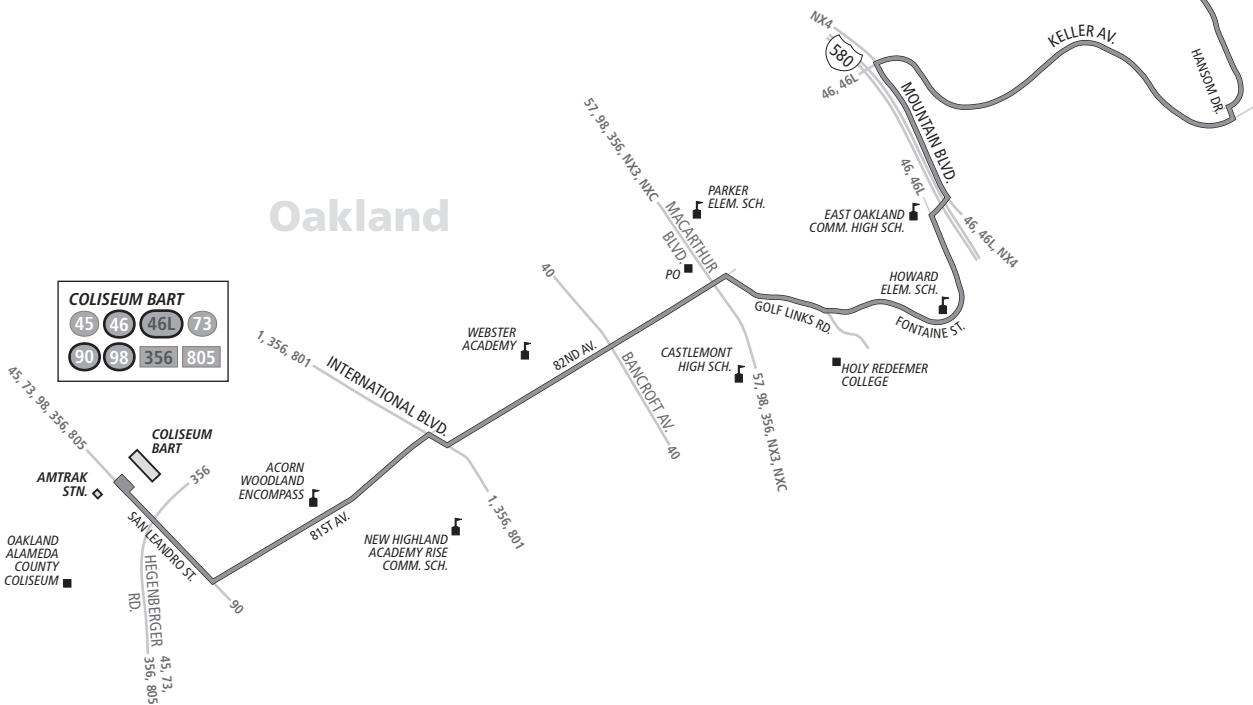 NX4
580
46, 46L
KELLER AV.
HANSOM DR.
MOUNTAIN BLVD.
57, 98, 356, NX3, NXC
46, 46L
PARKER
ELEM. SCH.
Oakland
MACARTHUR
BLVD.
EAST OAKLAND
COMM. HIGH SCH.
46, 46L, NX4
PO
40
HOWARD
ELEM. SCH.
COLISEUM BART
45 46 46L 73
90 98 356 805
GOLF LINKS RD.
FONTAINE ST.
1, 356, 801
INTERNATIONAL BLVD.
WEBSTER
ACADEMY
82ND AV.
BANCROFT AV.
CASTLEMONT
HIGH SCH.
HOLY REDEEMER
COLLEGE
45, 73, 98, 356, 805
57, 98, 356, NX3, NXC
COLISEUM
BART
40
AMTRAK
STN.
356
ACORN
WOODLAND
ENCOMPASS
81ST AV.
1, 356, 801
SAN LEANDRO ST.
NEW HIGHLAND
ACADEMY RISE
COMM. SCH.
OAKLAND
ALAMEDA
COUNTY
COLISEUM
HEGENBERGER
RD.
90
45, 73,
356, 805